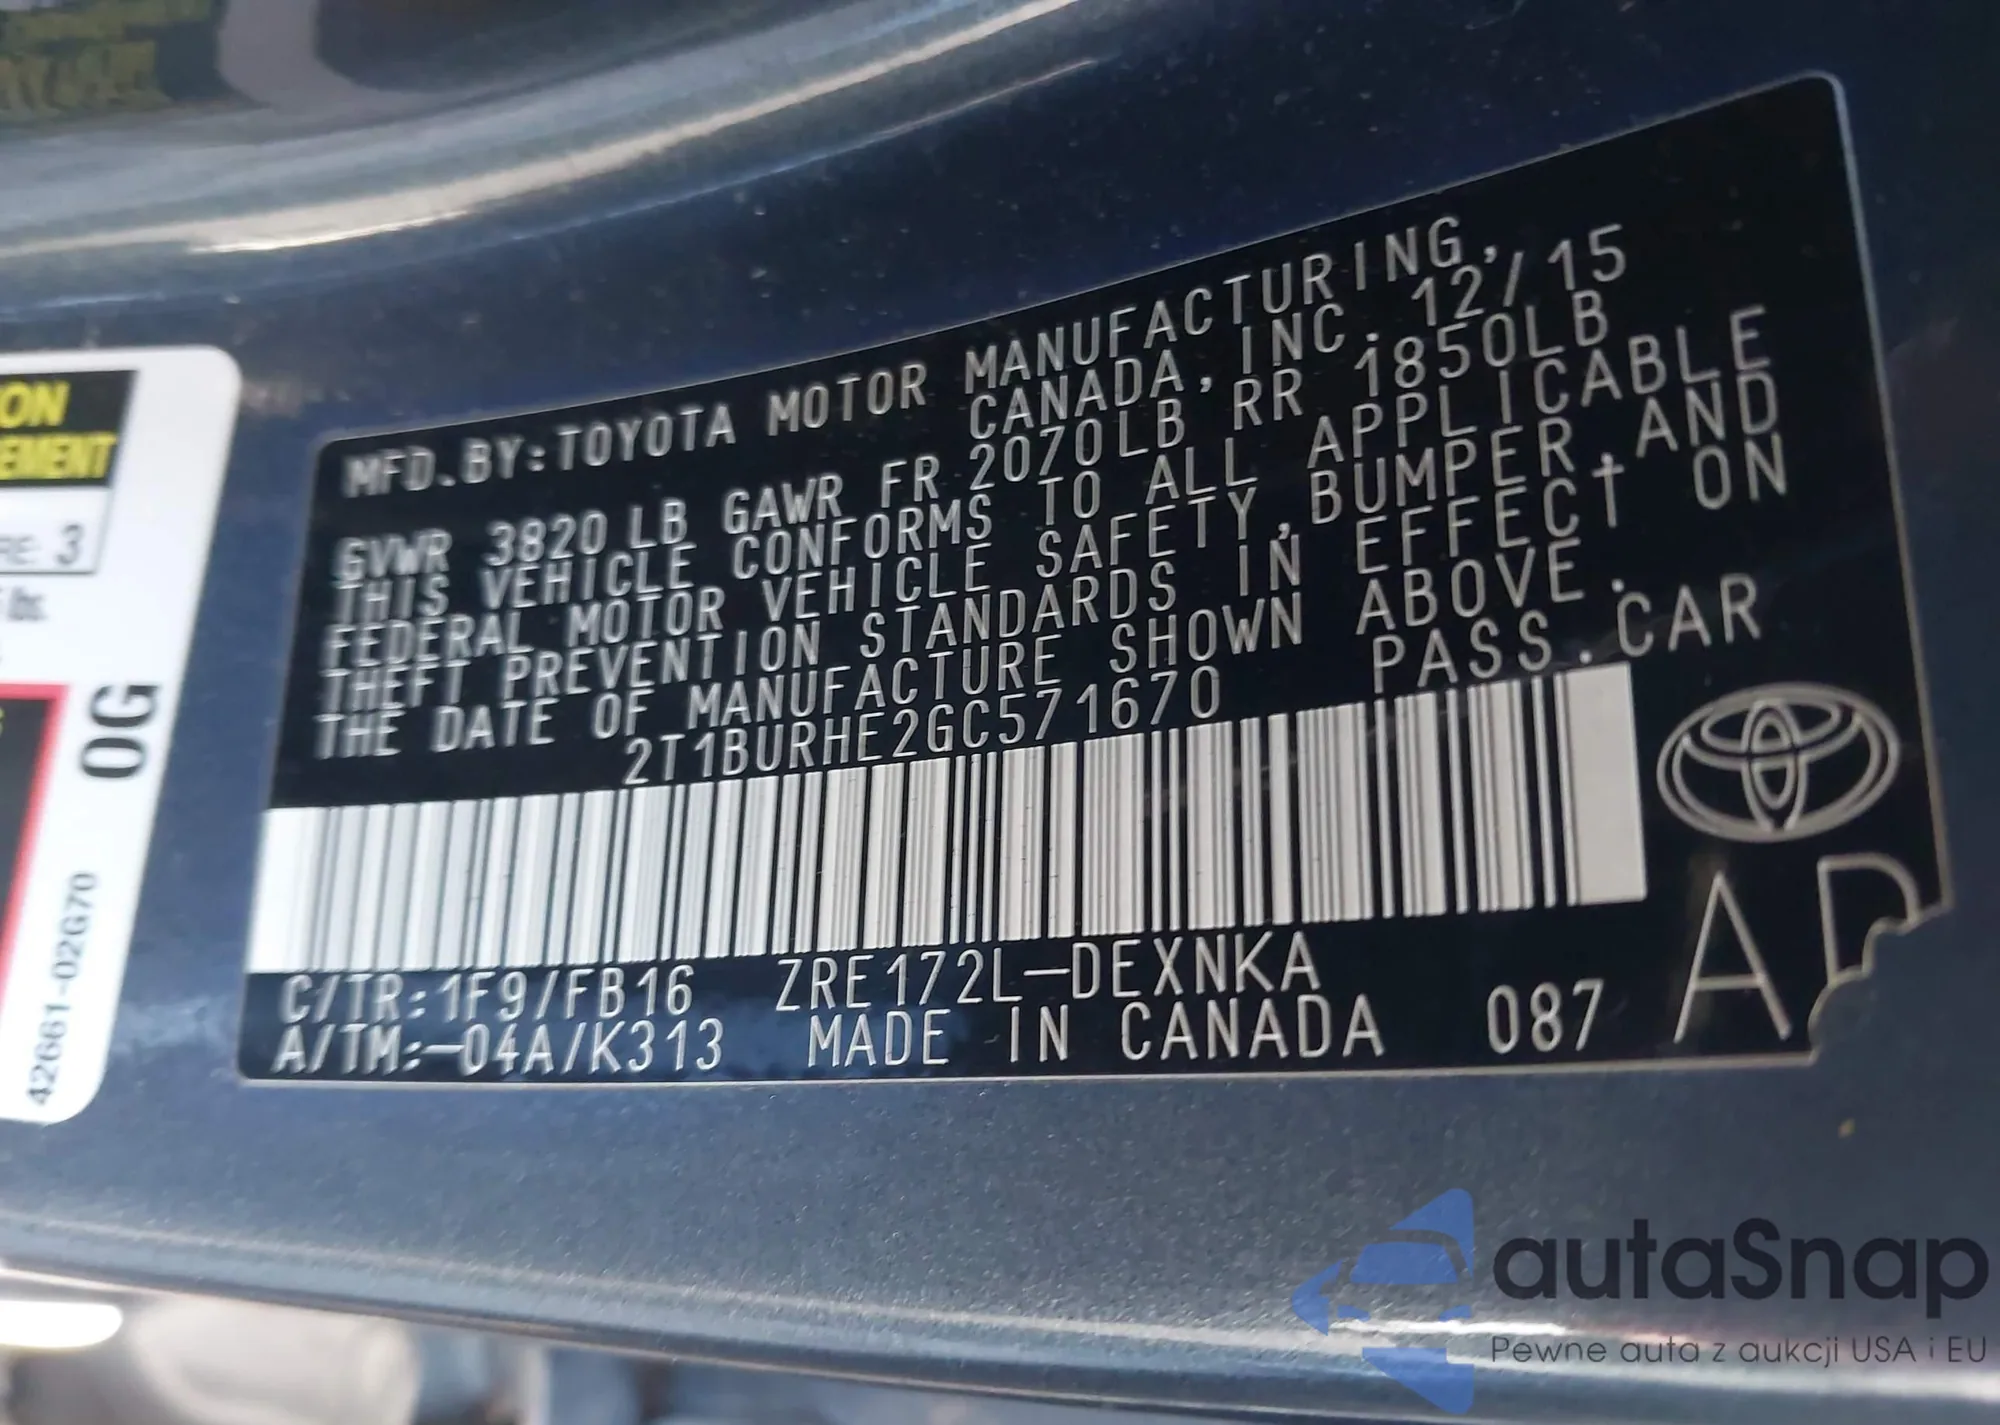 MFD.BY:TOYOTA MOTOR MANUFACTURING,
CANADA, INC. 12/15
GVWR 3820 LB GAWR FR 2070LB RR 1850LB
THIS VEHICLE CONFORMS TO ALL APPLICABLE
FEDERAL MOTOR VEHICLE SAFETY,BUMPER,AND
THEFT PREVENTION STANDARDS IN EFFECT ON
THE DATE OF MANUFACTURE SHOWN ABOVE.
2T1BURHE2GC571670 PASS.CAR
C/TR:1F9/FB16 ZRE172L-DEXNKA
A/TM:-04A/K313 MADE IN CANADA 087
A
3
lbs.
0G
42661-02G70
autaSnap
Pewne auta z aukcji USA i EU